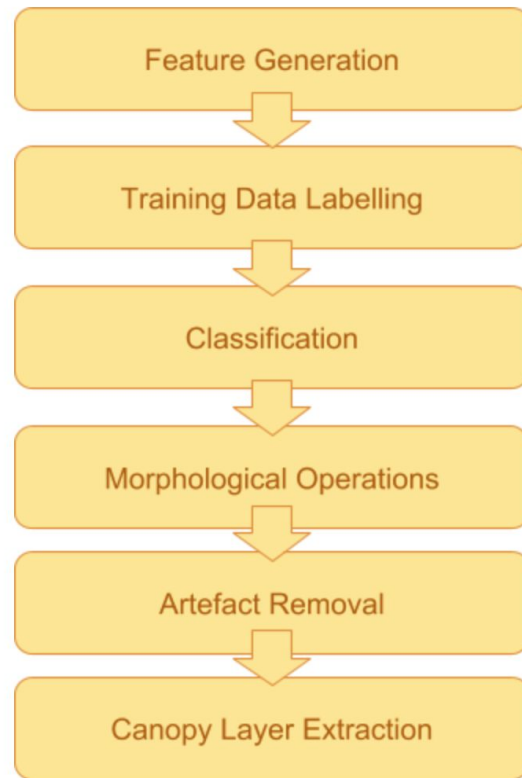 Feature Generation
Training Data Labelling
Classification
Morphological Operations
Artefact Removal
Canopy Layer Extraction